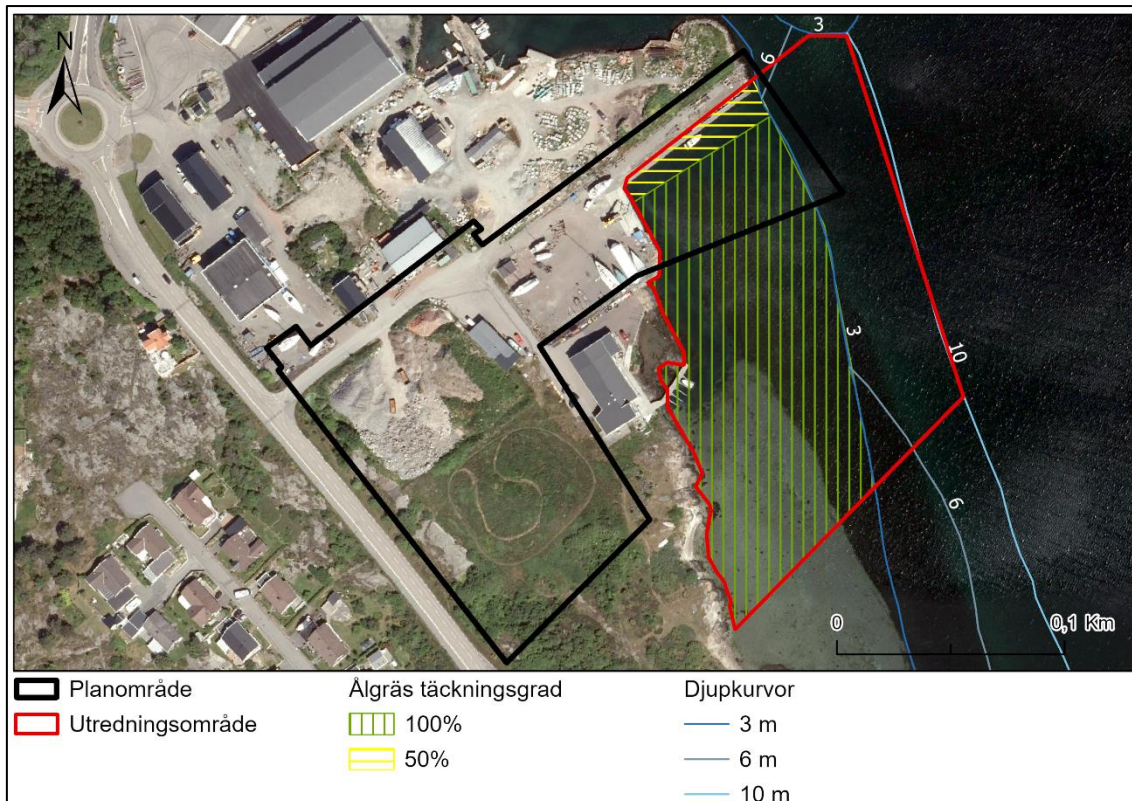 N
3
6
3
10
6
0
0,1 Km
Planområde
Utredningsområde
Ålgräs täckningsgrad
100%
50%
Djupkurvor
3 m
6 m
10 m